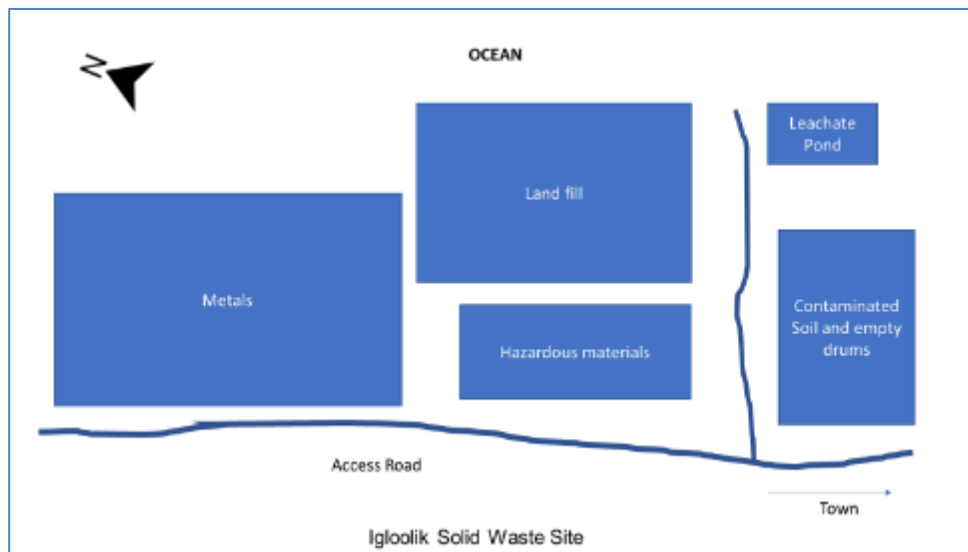 N
OCEAN
Leachate
Pond
Land fill
Metals
Contaminated
Soil and empty
drums
Hazardous materials
Access Road
Town
Igloolik Solid Waste Site